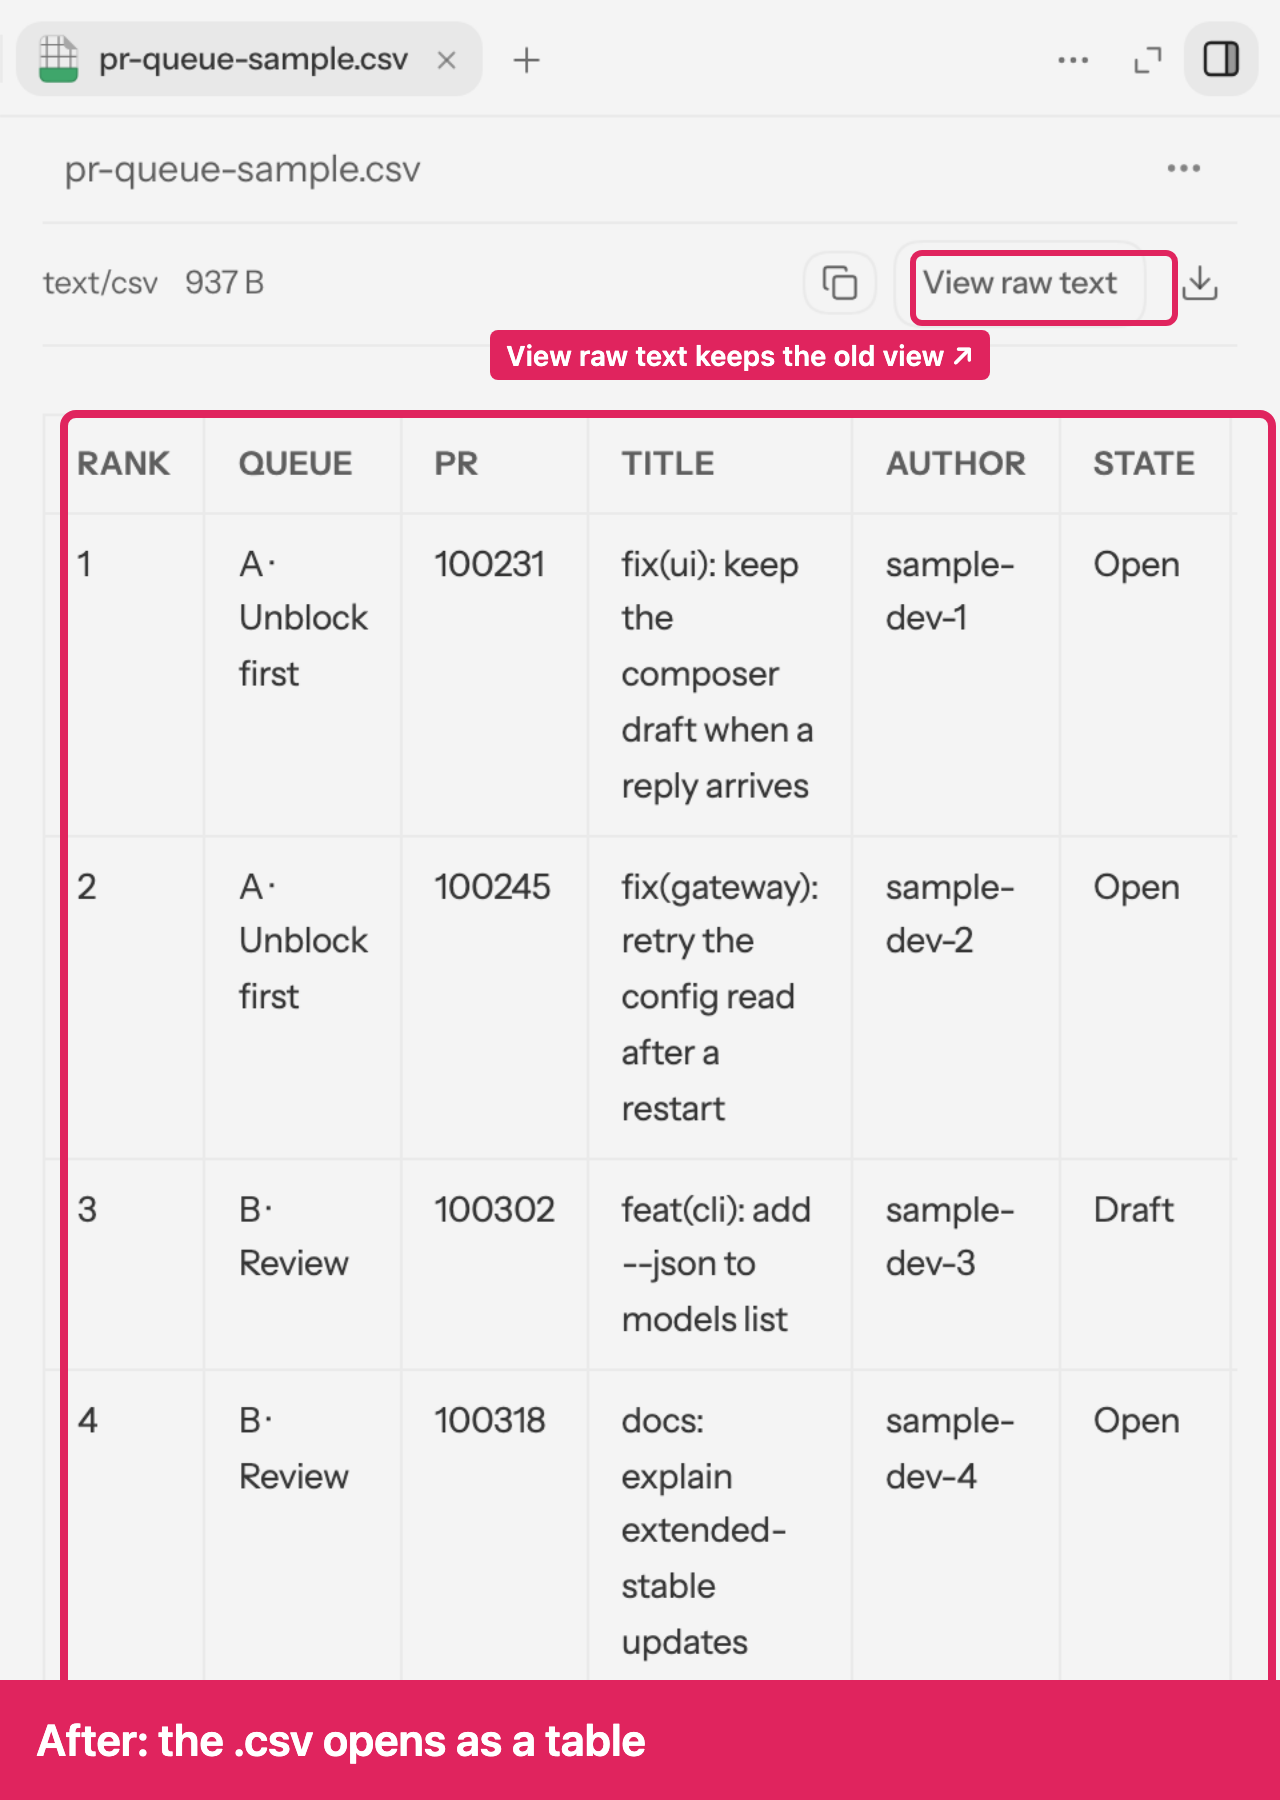 pr-queue-sample.csv
pr-queue-sample.csv
text/csv 937 B
View raw text
View raw text keeps the old view ↗
RANK QUEUE PR TITLE AUTHOR STATE
1 A · 100231 fix(ui): keep sample- Open
Unblock the dev-1
first composer
draft when a
reply arrives
2 A · 100245 fix(gateway): sample- Open
Unblock retry the dev-2
first config read
after a
restart
3 B · 100302 feat(cli): add sample- Draft
Review --json to dev-3
models list
4 B · 100318 docs: sample- Open
Review explain dev-4
extended-
stable
updates
After: the .csv opens as a table